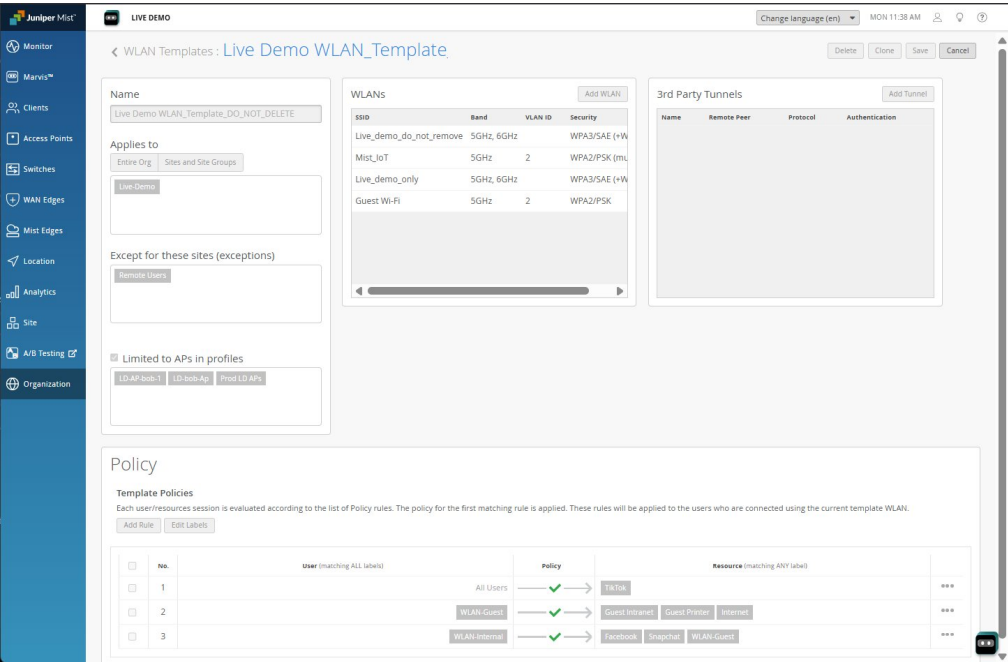 Juniper Mist™
LIVE DEMO
Change language (en)
MON 11:38 AM
Monitor
Marvis™
Clients
Access Points
Switches
WAN Edges
Mist Edges
Location
Analytics
Site
A/B Testing
Organization
WLAN Templates : Live Demo WLAN_Template
Delete Clone Save Cancel
Name
Live Demo WLAN_Template_DO_NOT_DELETE
Applies to
Entire Org Sites and Site Groups
Live-Demo
Except for these sites (exceptions)
Remote Users
Limited to APs in profiles
LD-AP-bob-1 LD-bob-Ap Prod LD APs
WLANs Add WLAN
SSID Band VLAN ID Security
Live_demo_do_not_remove 5GHz, 6GHz WPA3/SAE (+W
Mist_IoT 5GHz 2 WPA2/PSK (mu
Live_demo_only 5GHz, 6GHz WPA3/SAE (+W
Guest Wi-Fi 5GHz 2 WPA2/PSK
3rd Party Tunnels Add Tunnel
Name Remote Peer Protocol Authentication
Policy
Template Policies
Each user/resources session is evaluated according to the list of Policy rules. The policy for the first matching rule is applied. These rules will be applied to the users who are connected using the current template WLAN.
Add Rule Edit Labels
No. User (matching ALL labels) Policy Resource (matching ANY label)
1 All Users TikTok
2 WLAN-Guest Guest Intranet Guest Printer Internet
3 WLAN-Internal Facebook Snapchat WLAN-Guest